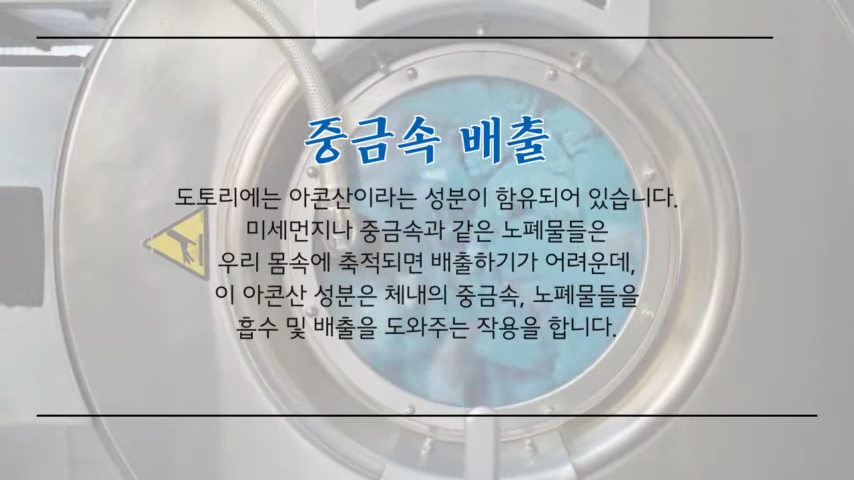 중금속 배출
도토리에는 아콘산이라는 성분이 함유되어 있습니다.
미세먼지나 중금속과 같은 노폐물들은
우리 몸속에 축적되면 배출하기가 어려운데,
이 아콘산 성분은 체내의 중금속, 노폐물들을
흡수 및 배출을 도와주는 작용을 합니다.